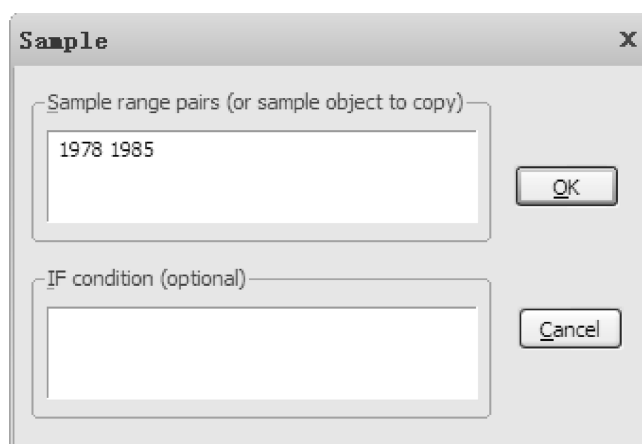 Sample
x
Sample range pairs (or sample object to copy)
1978 1985
OK
IF condition (optional)
Cancel